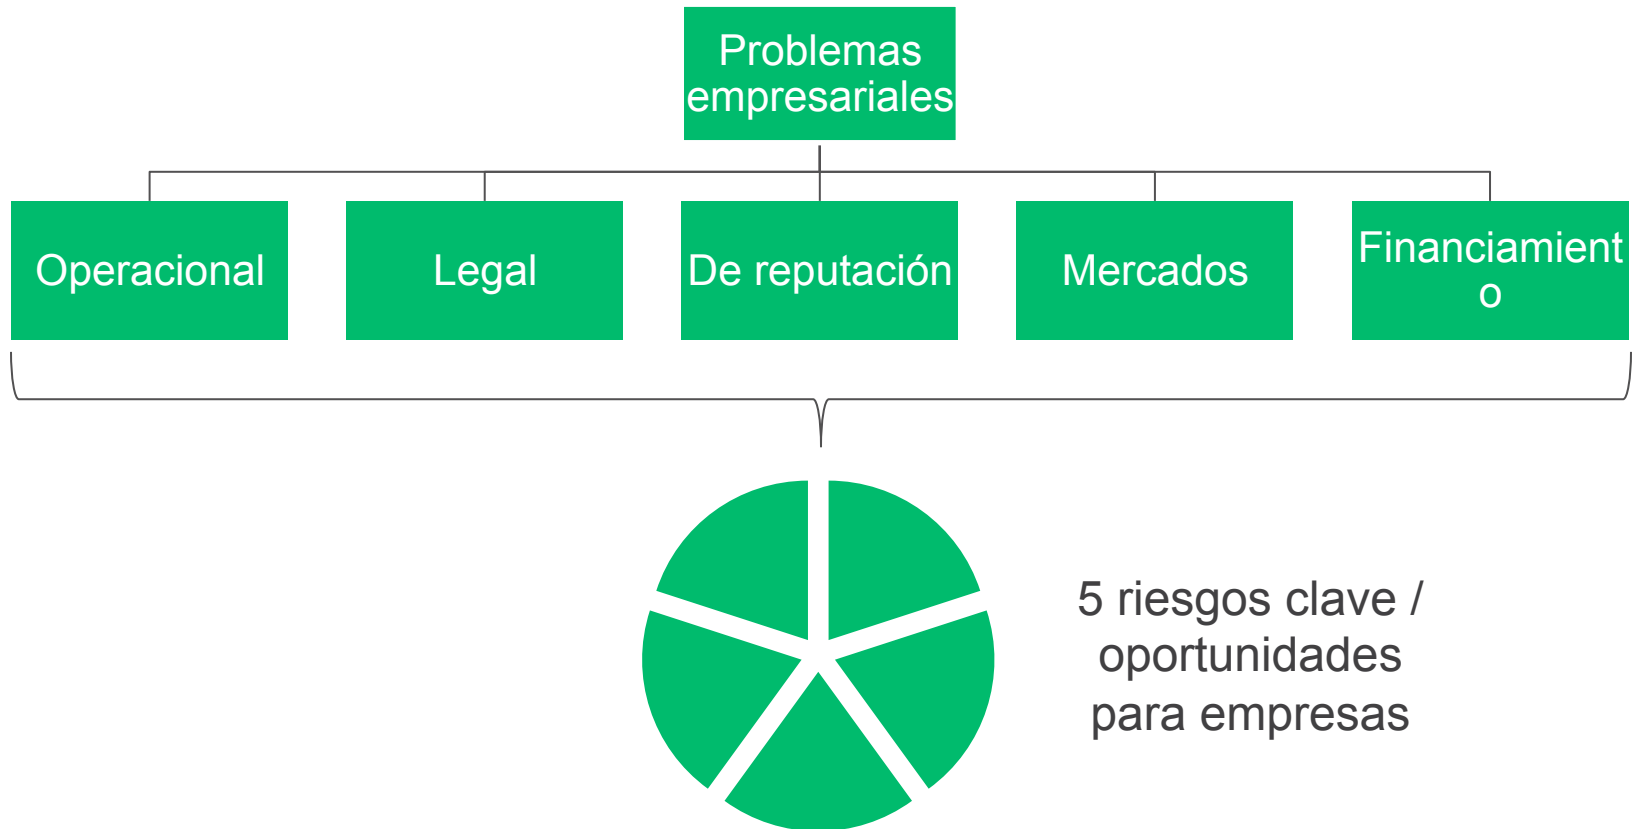 Problemas
empresariales
Operacional
Legal
De reputación
Mercados
Financiamient
o
5 riesgos clave /
oportunidades
para empresas